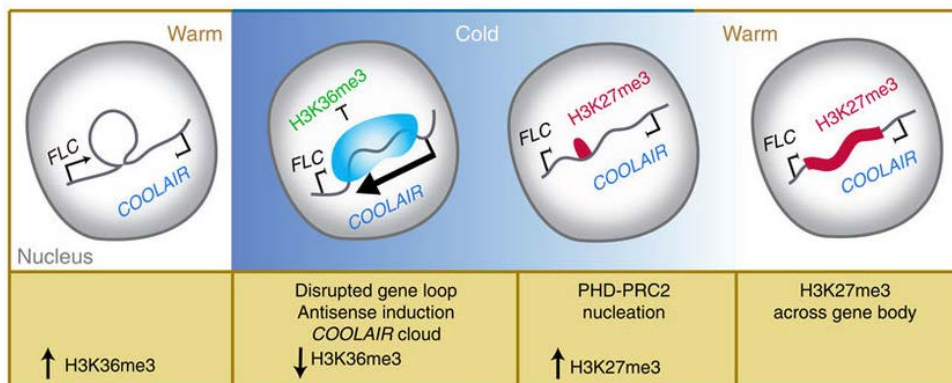 Warm
Cold
Warm
FLC
COOLAIR
Nucleus
H3K36me3
FLC
COOLAIR
H3K27me3
FLC
COOLAIR
H3K27me3
FLC
COOLAIR
H3K36me3
Disrupted gene loop
Antisense induction
COOLAIR cloud
H3K36me3
PHD-PRC2
nucleation
H3K27me3
H3K27me3
across gene body